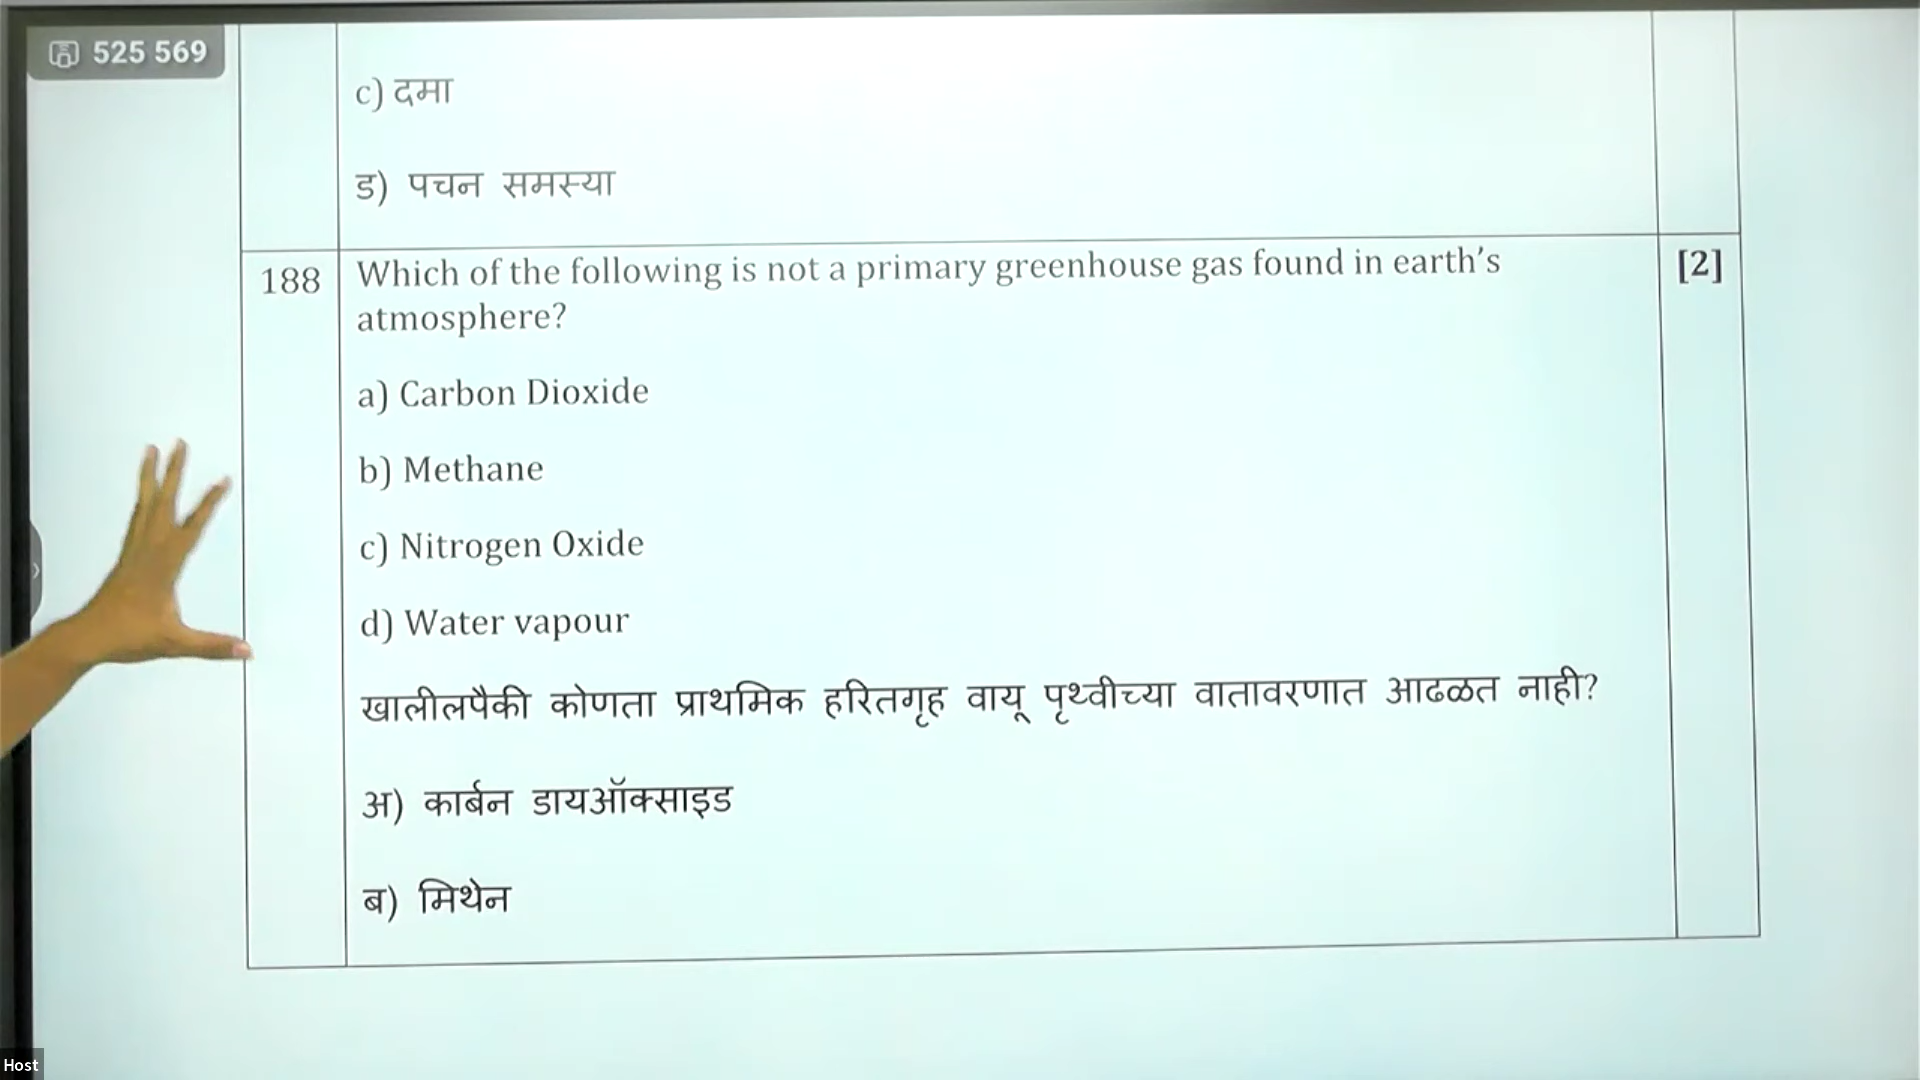 525 569
c) दमा
ड) पचन समस्या
188
Which of the following is not a primary greenhouse gas found in earth’s
[2]
atmosphere?
a) Carbon Dioxide
b) Methane
c) Nitrogen Oxide
d) Water vapour
खालीलपैकी कोणता प्राथमिक हरितगृह वायू पृथ्वीच्या वातावरणात आढळत नाही?
अ) कार्बन डायऑक्साइड
ब) मिथेन
Host